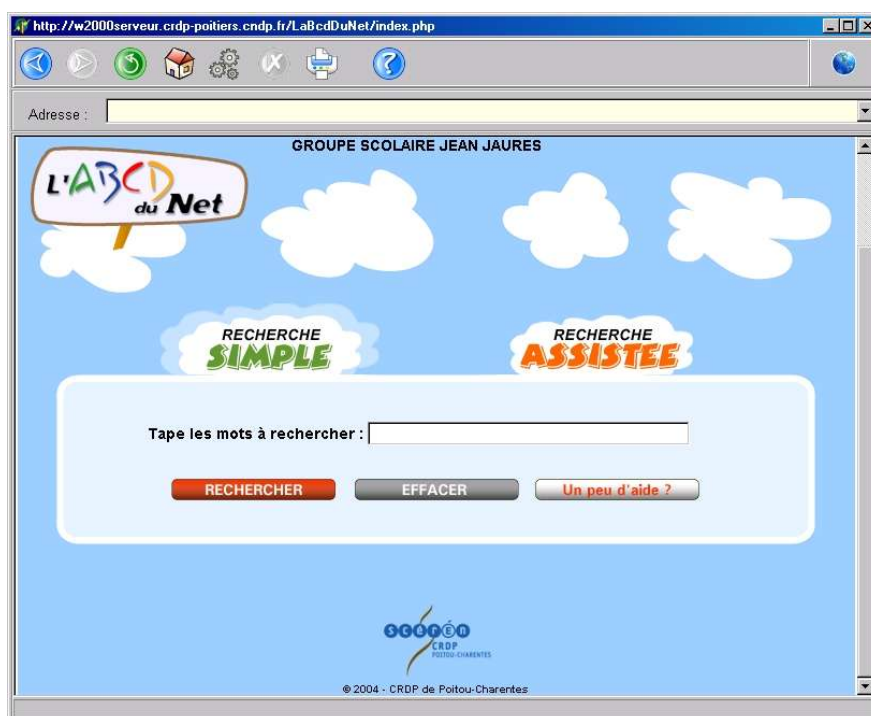 http://w2000serveur.crdp-poitiers.cndp.fr/LaBcdDuNet/index.php
Adresse :
GROUPE SCOLAIRE JEAN JAURES
L'ABCD
du Net
RECHERCHE
SIMPLE
RECHERCHE
ASSISTEE
Tape les mots à rechercher :
RECHERCHER
EFFACER
Un peu d'aide ?
scérén
CRDP
POITOU-CHARENTES
© 2004 - CRDP de Poitou-Charentes